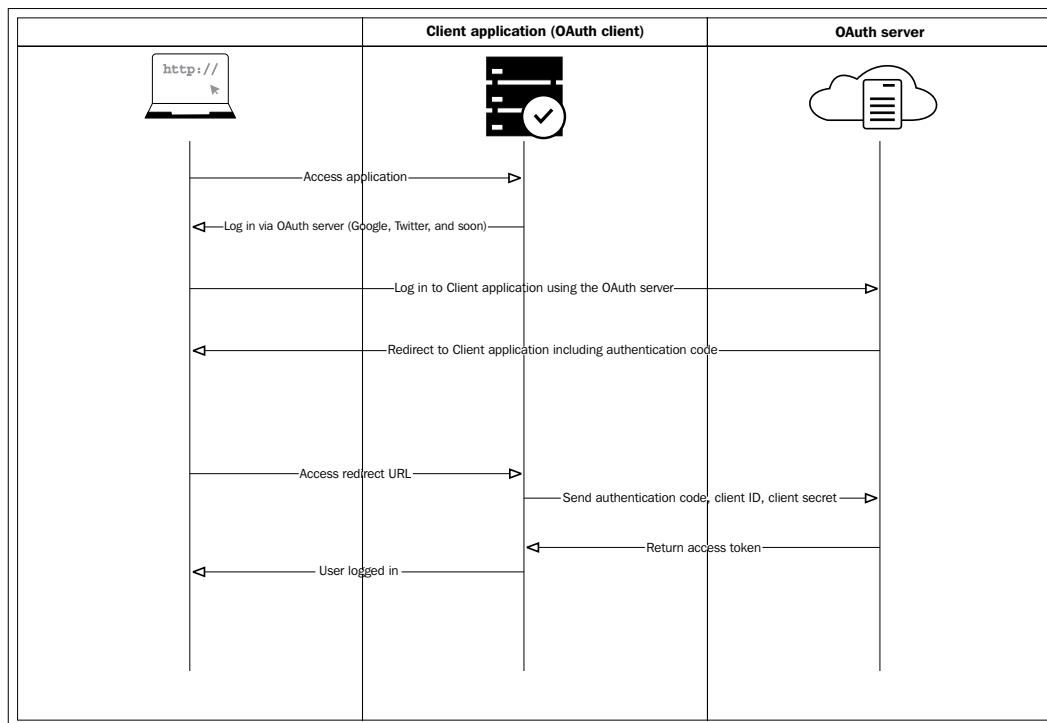 Client application (OAuth client)
OAuth server
http://
Access application
Log in via OAuth server (Google, Twitter, and soon)
Log in to Client application using the OAuth server
Redirect to Client application including authentication code
Access redirect URL
Send authentication code, client ID, client secret
Return access token
User logged in